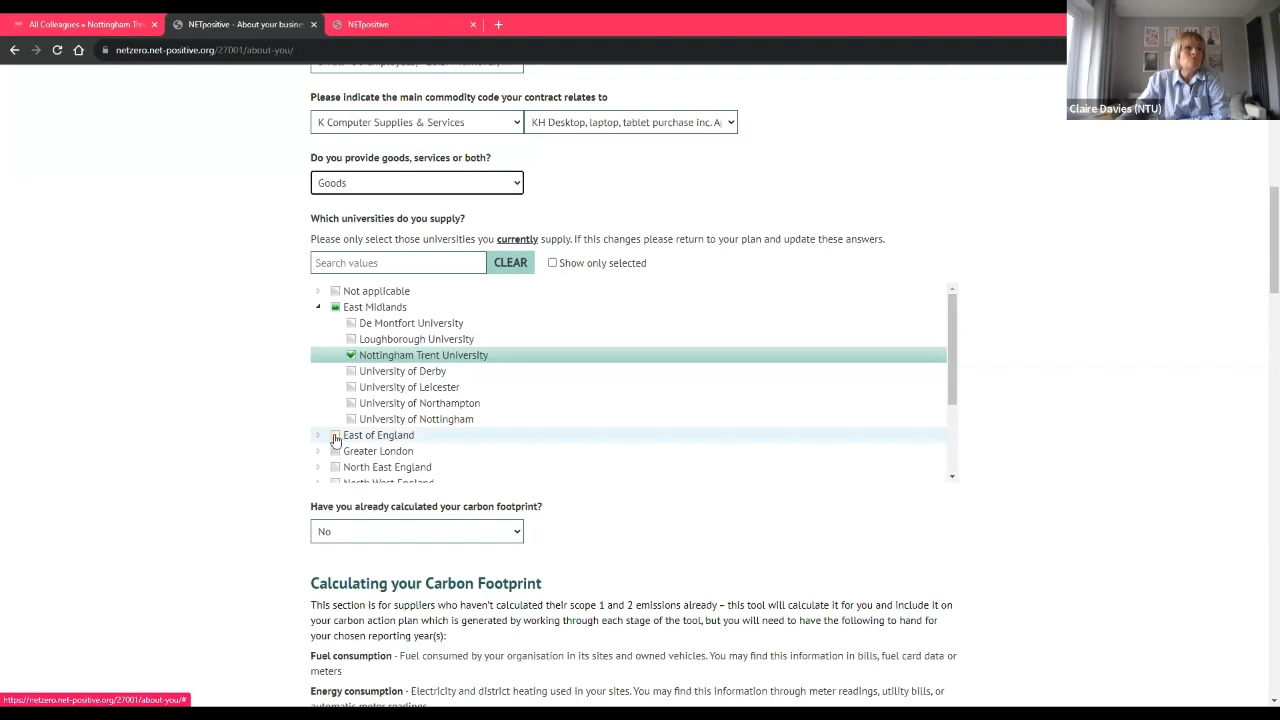 All Colleagues » Nottingham Tre
NETpositive - About your busine
NETpositive
netzero.net-positive.org/27001/about-you/
Claire Davies (NTU)
Please indicate the main commodity code your contract relates to
K Computer Supplies & Services
KH Desktop, laptop, tablet purchase inc. A
Do you provide goods, services or both?
Goods
Which universities do you supply?
Please only select those universities you currently supply. If this changes please return to your plan and update these answers.
Search values
CLEAR
Show only selected
Not applicable
East Midlands
De Montfort University
Loughborough University
Nottingham Trent University
University of Derby
University of Leicester
University of Northampton
University of Nottingham
East of England
Greater London
North East England
North West England
Have you already calculated your carbon footprint?
No
Calculating your Carbon Footprint
This section is for suppliers who haven't calculated their scope 1 and 2 emissions already – this tool will calculate it for you and include it on
your carbon action plan which is generated by working through each stage of the tool, but you will need to have the following to hand for
your chosen reporting year(s):
Fuel consumption - Fuel consumed by your organisation in its sites and owned vehicles. You may find this information in bills, fuel card data or
meters
Energy consumption - Electricity and district heating used in your sites. You may find this information through meter readings, utility bills, or
automatic meter readings
https://netzero.net-positive.org/27001/about-you/#